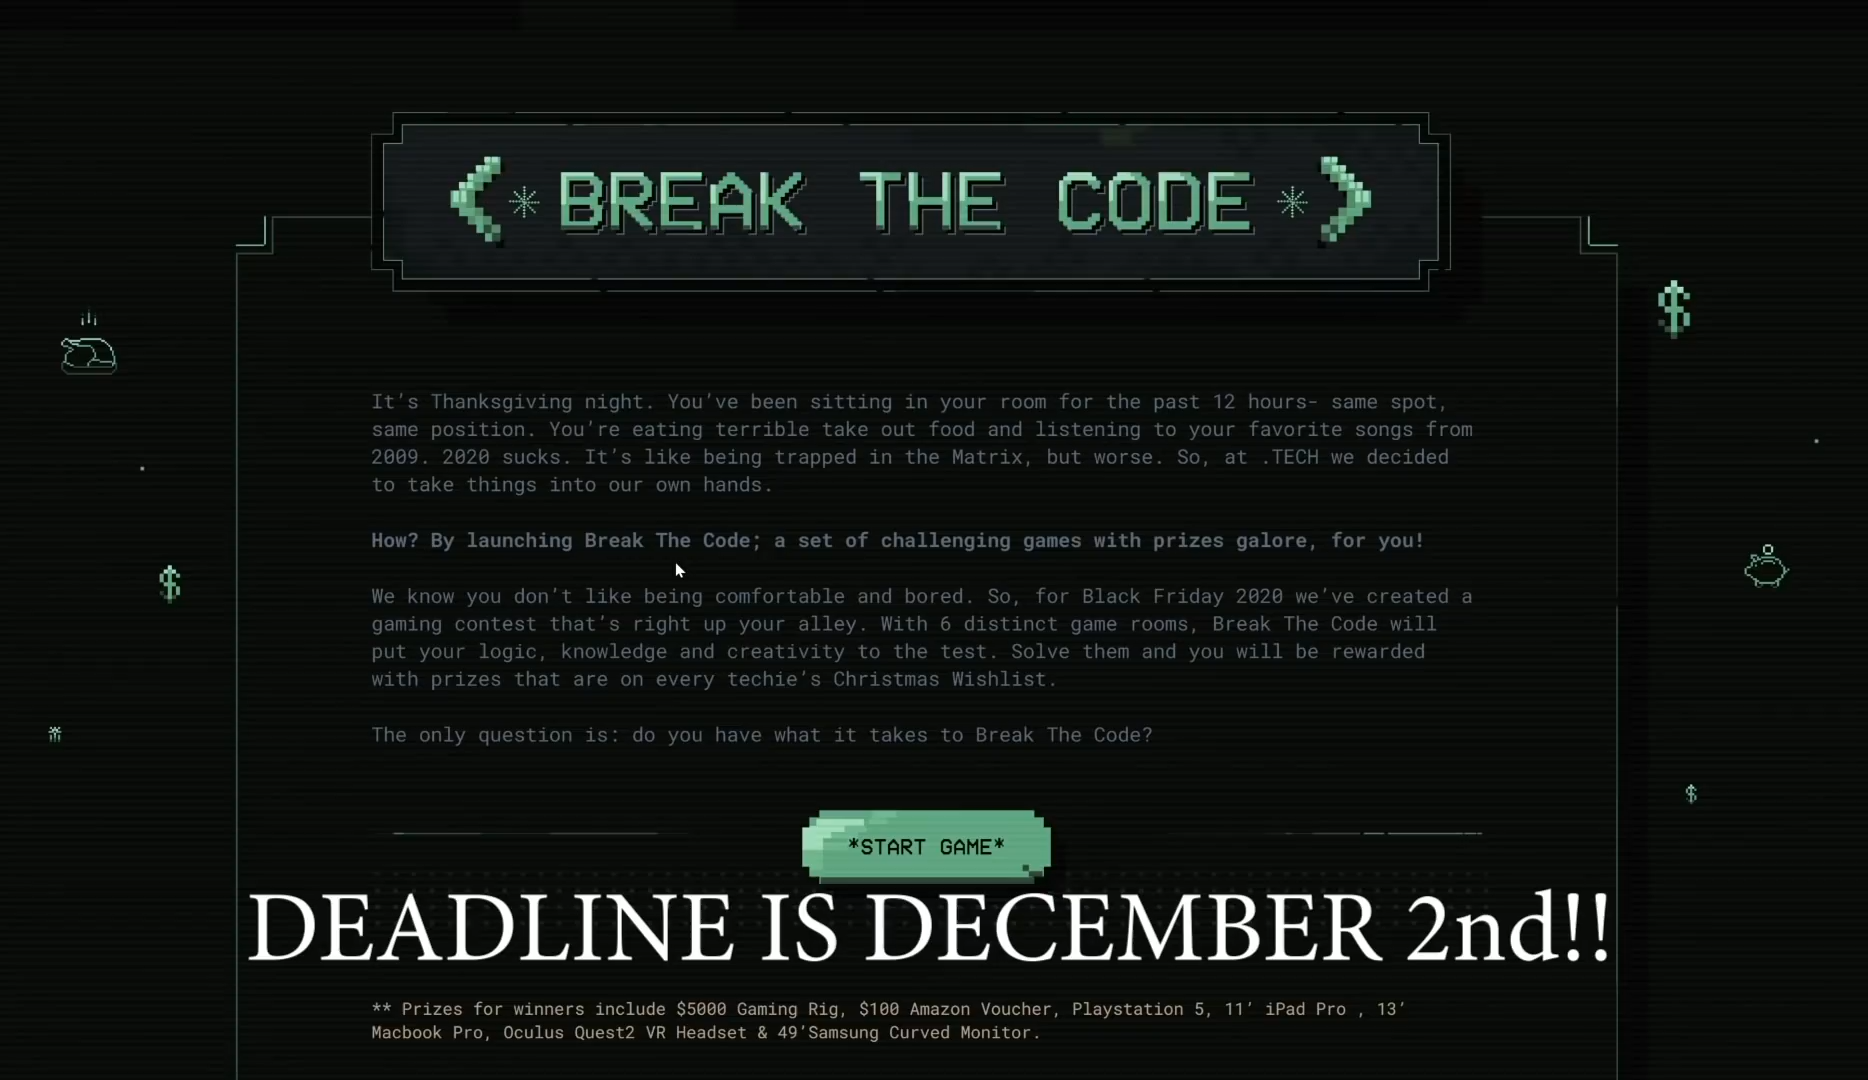 <*BREAK THE CODE*>
It’s Thanksgiving night. You’ve been sitting in your room for the past 12 hours- same spot,
same position. You’re eating terrible take out food and listening to your favorite songs from
2009. 2020 sucks. It’s like being trapped in the Matrix, but worse. So, at .TECH we decided
to take things into our own hands.
How? By launching Break The Code; a set of challenging games with prizes galore, for you!
We know you don’t like being comfortable and bored. So, for Black Friday 2020 we’ve created a
gaming contest that’s right up your alley. With 6 distinct game rooms, Break The Code will
put your logic, knowledge and creativity to the test. Solve them and you will be rewarded
with prizes that are on every techie’s Christmas Wishlist.
The only question is: do you have what it takes to Break The Code?
*START GAME*
DEADLINE IS DECEMBER 2nd!!
** Prizes for winners include $5000 Gaming Rig, $100 Amazon Voucher, Playstation 5, 11’ iPad Pro , 13’
Macbook Pro, Oculus Quest2 VR Headset & 49’Samsung Curved Monitor.